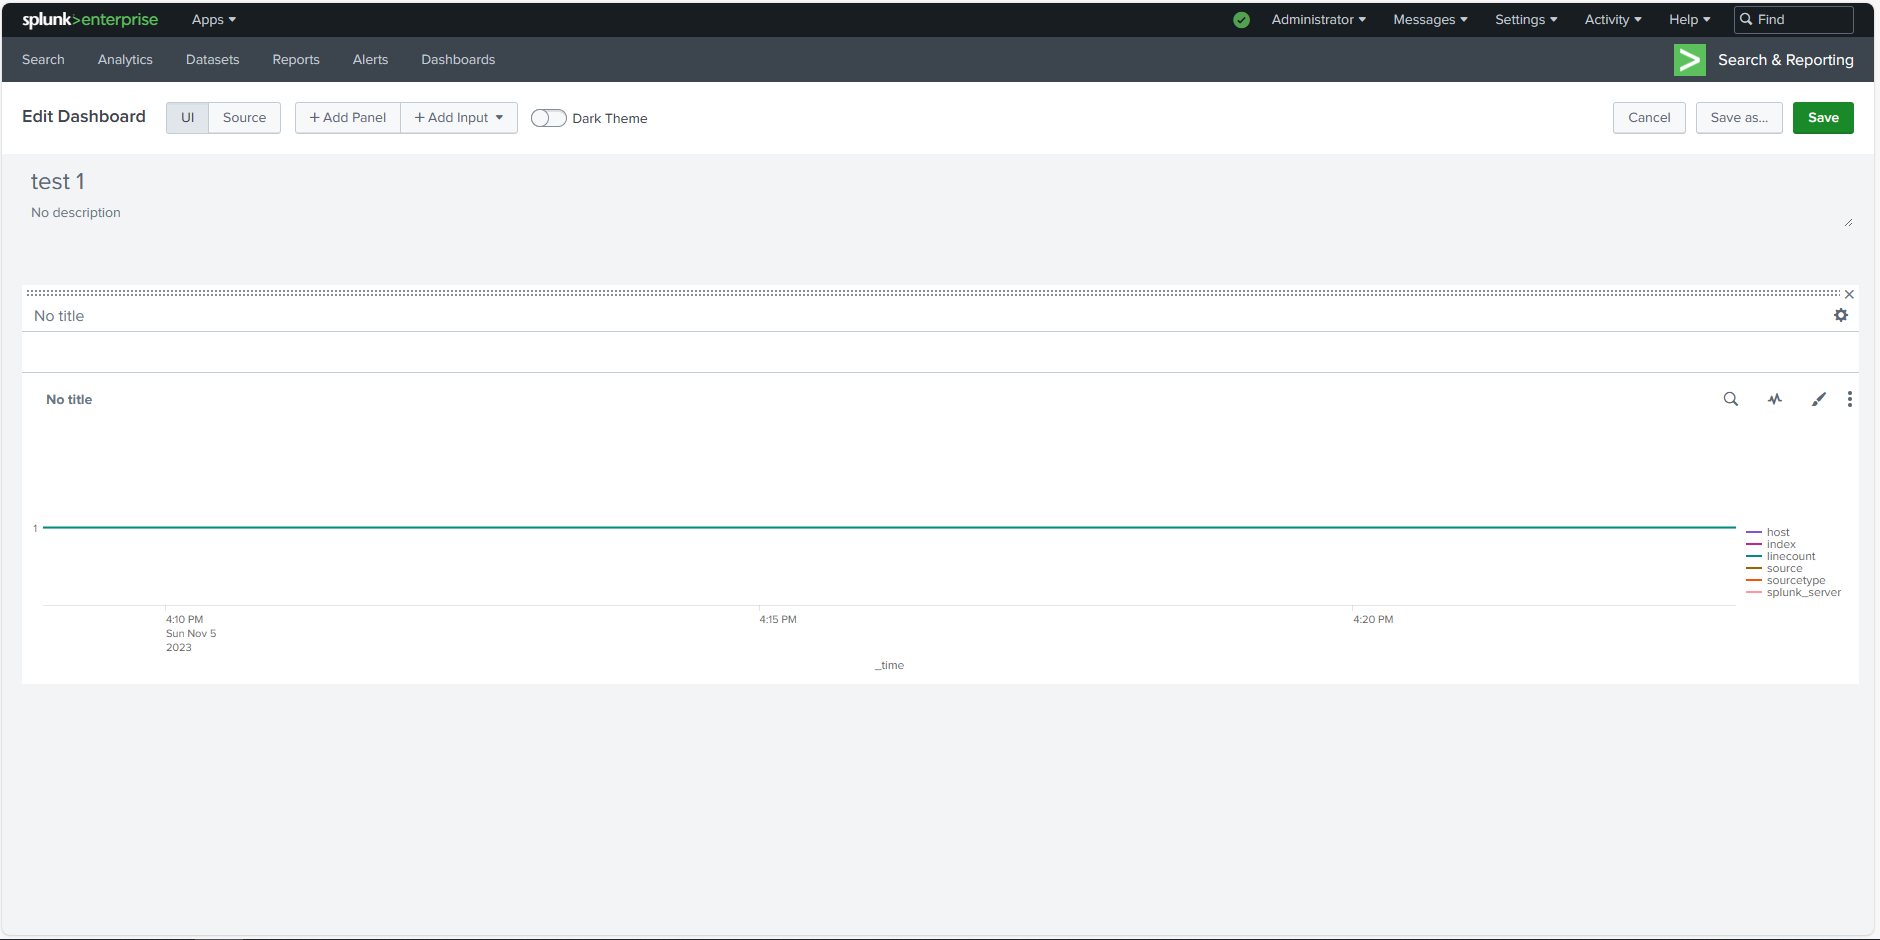 splunk>enterprise Apps Administrator Messages Settings Activity Help Find
Search Analytics Datasets Reports Alerts Dashboards Search & Reporting
Edit Dashboard UI Source + Add Panel + Add Input Dark Theme Cancel Save as... Save
test 1
No description
No title
No title
1
host
index
linecount
source
sourcetype
splunk_server
4:10 PM 4:15 PM 4:20 PM
Sun Nov 5
2023
_time